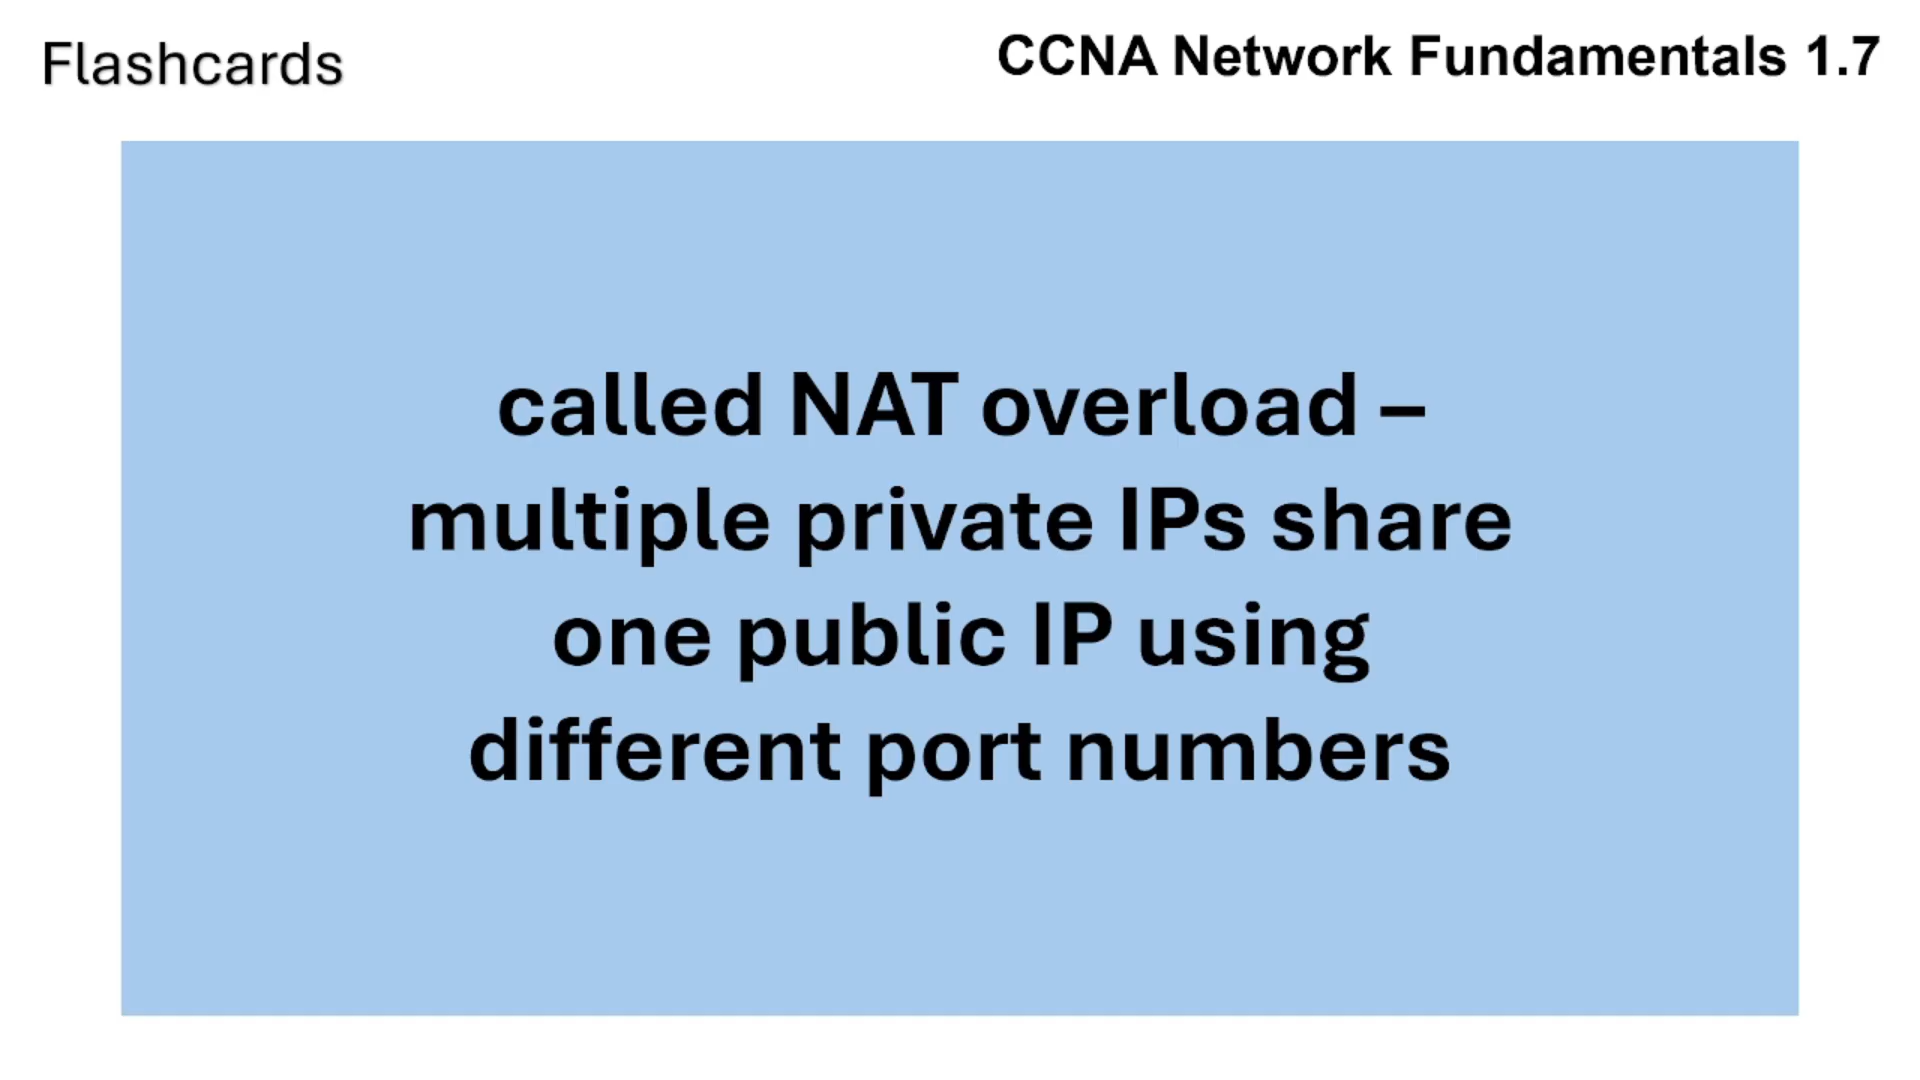 Flashcards
CCNA Network Fundamentals 1.7
called NAT overload –
multiple private IPs share
one public IP using
different port numbers